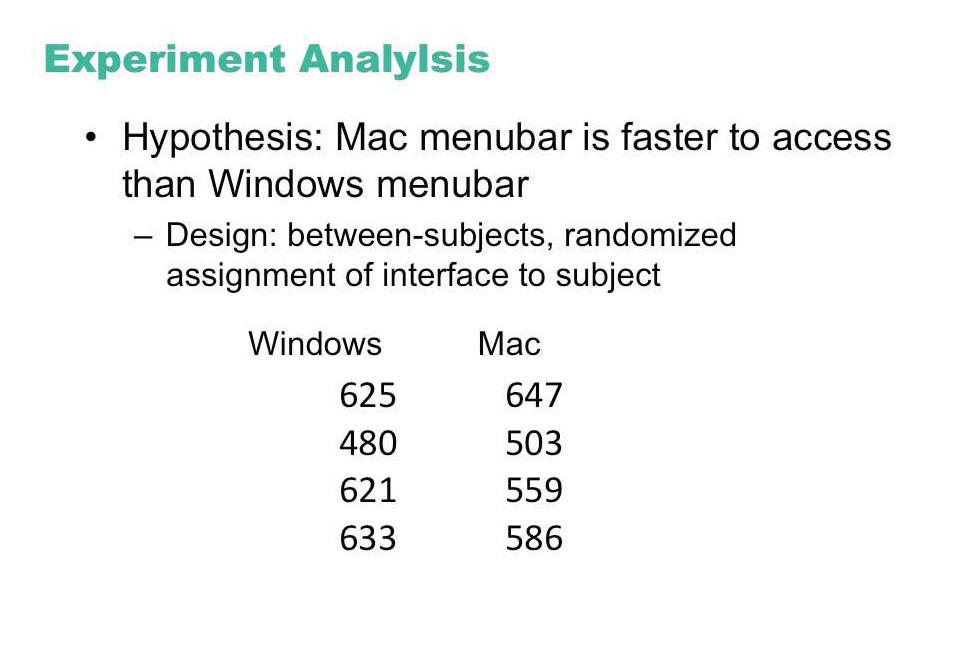 Experiment Analylsis
• Hypothesis: Mac menubar is faster to access
than Windows menubar
– Design: between-subjects, randomized
assignment of interface to subject
Windows Mac
625 647
480 503
621 559
633 586